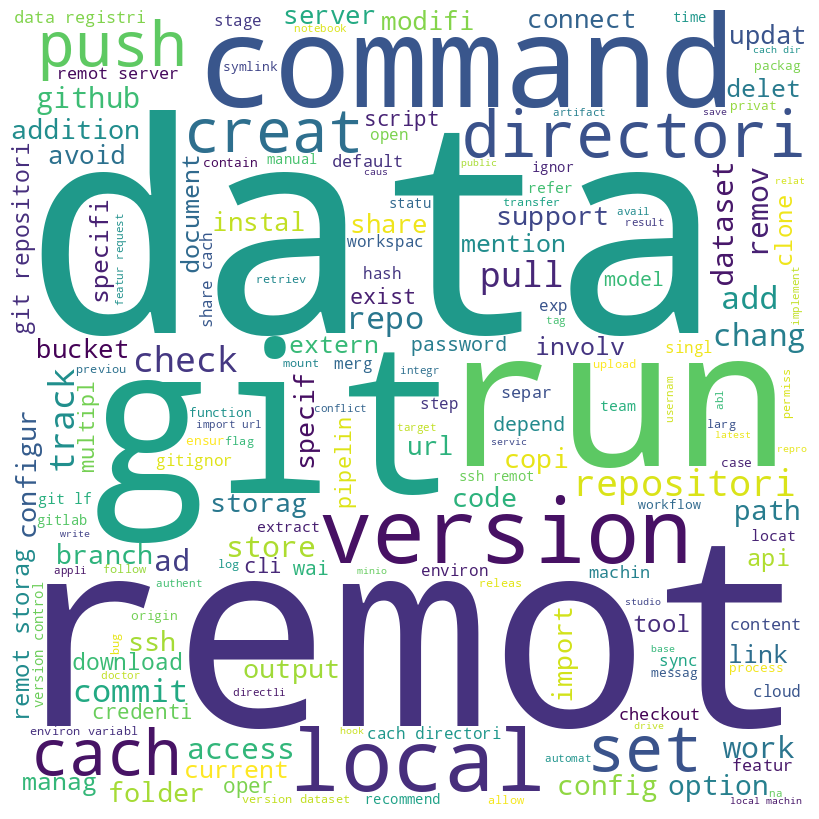 data registri
stage
server
modifi
connect
time
notebook
updat
cach dir
push
command
remot server
symlink
packag
github
delet
artifact
privat
save
addition
creat
script
open
directori
git repositori
avoid
document
contain
manual
default
caus
public
ignor
dataset
remov
clone
relat
specifi
featur request
data
instal
share
statu
refer
transfer
support
avail
result
workspac
mention
share cach
retriev
hash
exist
pull
model
exp
tag
add
implement
repo
bucket
check
extern
password
involv
singl
chang
previou
mount
merg
integr
step
separ
upload
track
multipl
function
import url
conflict
git
run
team
usernam
abl
permiss
configur
ensur
flag
specif
target
depend
larg
latest
gitignor
pipelin
servic
url
copi
case
repro
git lf
storag
ssh remot
repositori
gitlab
code
workflow
path
write
extract
version
locat
remot storag
branch
ad
store
cli
wai
environ
machin
api
appli
follow
log
minio
releas
version control
authent
remot
studio
origin
import
tool
content
bug
ssh
base
download
output
sync
link
doctor
messag
process
commit
directli
cloud
credenti
checkout
environ variabl
hook
cach directori
drive
cach
access
local
set
work
automat
featur
manag
current
config
option
na
folder
oper
version dataset
recommend
allow
local machin